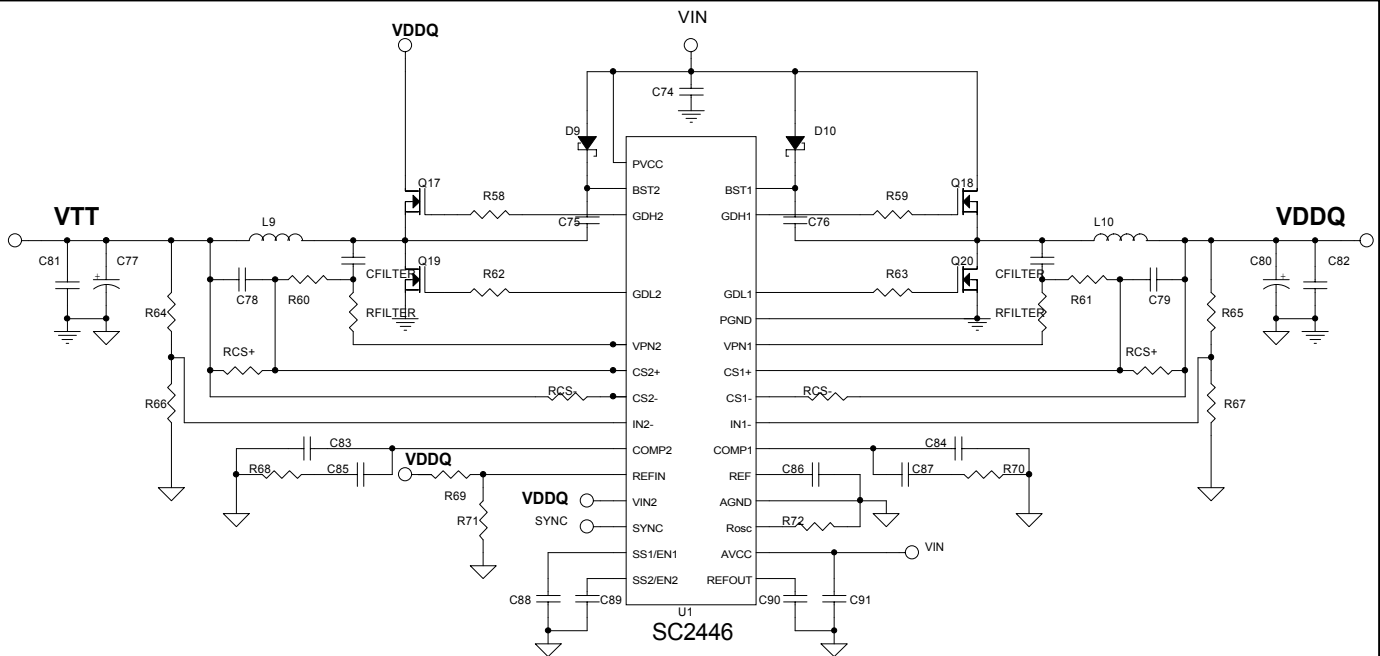 VIN
VDDQ
C74
D9
D10
PVCC
Q17
R58
BST2
BST1
R59
Q18
GDH2
GDH1
VTT
L9
C75
C76
L10
VDDQ
C81
C77
CFILTER
Q19
R62
R63
Q20
CFILTER
C80
C82
C78
R60
GDL2
GDL1
R61
C79
R64
RFILTER
PGND
RFILTER
R65
VPN2
VPN1
RCS+
CS2+
CS1+
RCS+
R66
RCS-
CS2-
CS1-
RCS-
R67
IN2-
IN1-
C83
COMP2
COMP1
C84
R68
C85
VDDQ
REFIN
REF
C86
C87
R70
R69
VDDQ
VIN2
AGND
R71
SYNC
SYNC
Rosc
R72
SS1/EN1
AVCC
VIN
SS2/EN2
REFOUT
C88
C89
C90
C91
U1
SC2446